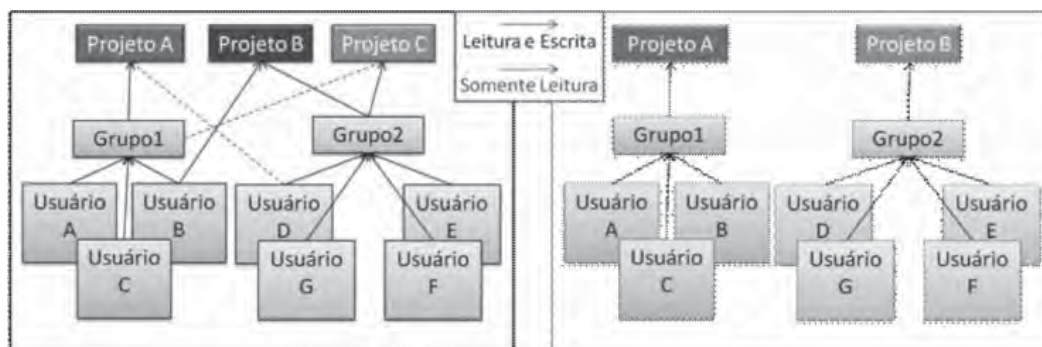 Projeto A
Projeto B
Projeto C
Grupo1
Grupo2
Usuário
A
Usuário
B
Usuário
C
Usuário
D
Usuário
E
Usuário
G
Usuário
F
Leitura e Escrita
Somente Leitura
Projeto A
Projeto B
Grupo1
Grupo2
Usuário
A
Usuário
B
Usuário
C
Usuário
D
Usuário
E
Usuário
G
Usuário
F